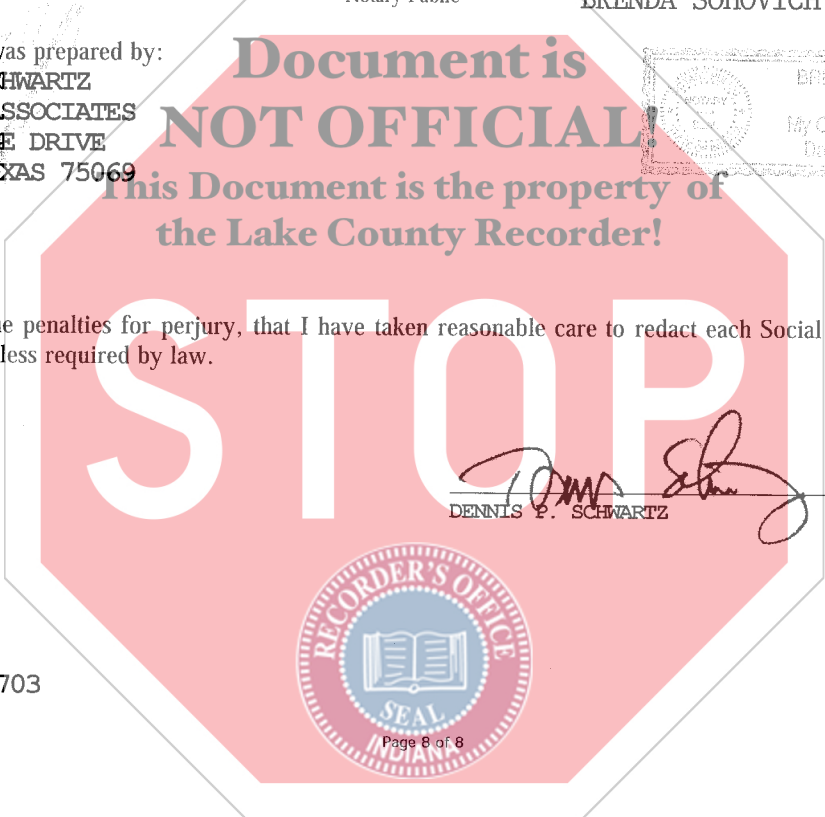 Notary Public
BRENDA SOHOVICH
was prepared by:
HWARTZ
SSOCIATES
E DRIVE
XAS 75069
Document is
NOT OFFICIAL!
This Document is the property of
the Lake County Recorder!
My C
e penalties for perjury, that I have taken reasonable care to redact each Social
less required by law.
STOP
DENNIS P. SCHWARTZ
RECORDER'S OFFICE
SEAL
INDIANA
703
Page 8 of 8